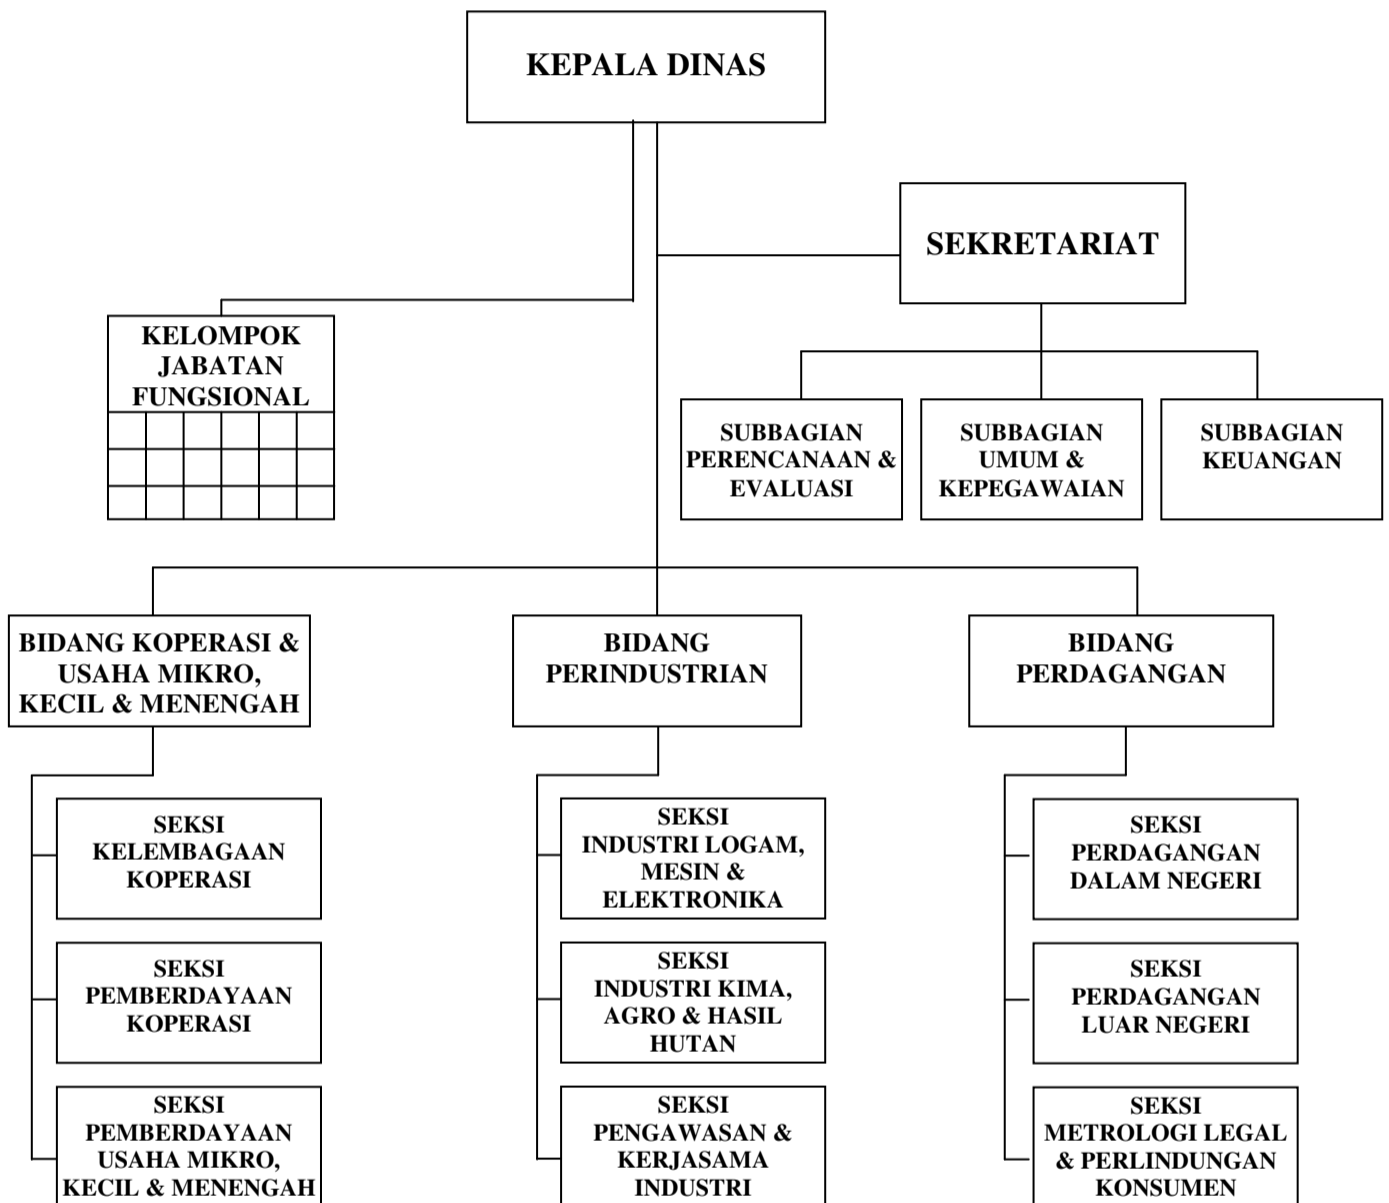 KEPALA DINAS
SEKRETARIAT
KELOMPOK
JABATAN
FUNGSIONAL
SUBBAGIAN
PERENCANAAN &
EVALUASI
SUBBAGIAN
UMUM &
KEPEGAWAIAN
SUBBAGIAN
KEUANGAN
BIDANG KOPERASI &
USAHA MIKRO,
KECIL & MENENGAH
BIDANG
PERINDUSTRIAN
BIDANG
PERDAGANGAN
SEKSI
KELEMBAGAAN
KOPERASI
SEKSI
INDUSTRI LOGAM,
MESIN &
ELEKTRONIKA
SEKSI
PERDAGANGAN
DALAM NEGERI
SEKSI
PEMBERDAYAAN
KOPERASI
SEKSI
INDUSTRI KIMA,
AGRO & HASIL
HUTAN
SEKSI
PERDAGANGAN
LUAR NEGERI
SEKSI
PEMBERDAYAAN
USAHA MIKRO,
KECIL & MENENGAH
SEKSI
PENGAWASAN &
KERJASAMA
INDUSTRI
SEKSI
METROLOGI LEGAL
& PERLINDUNGAN
KONSUMEN